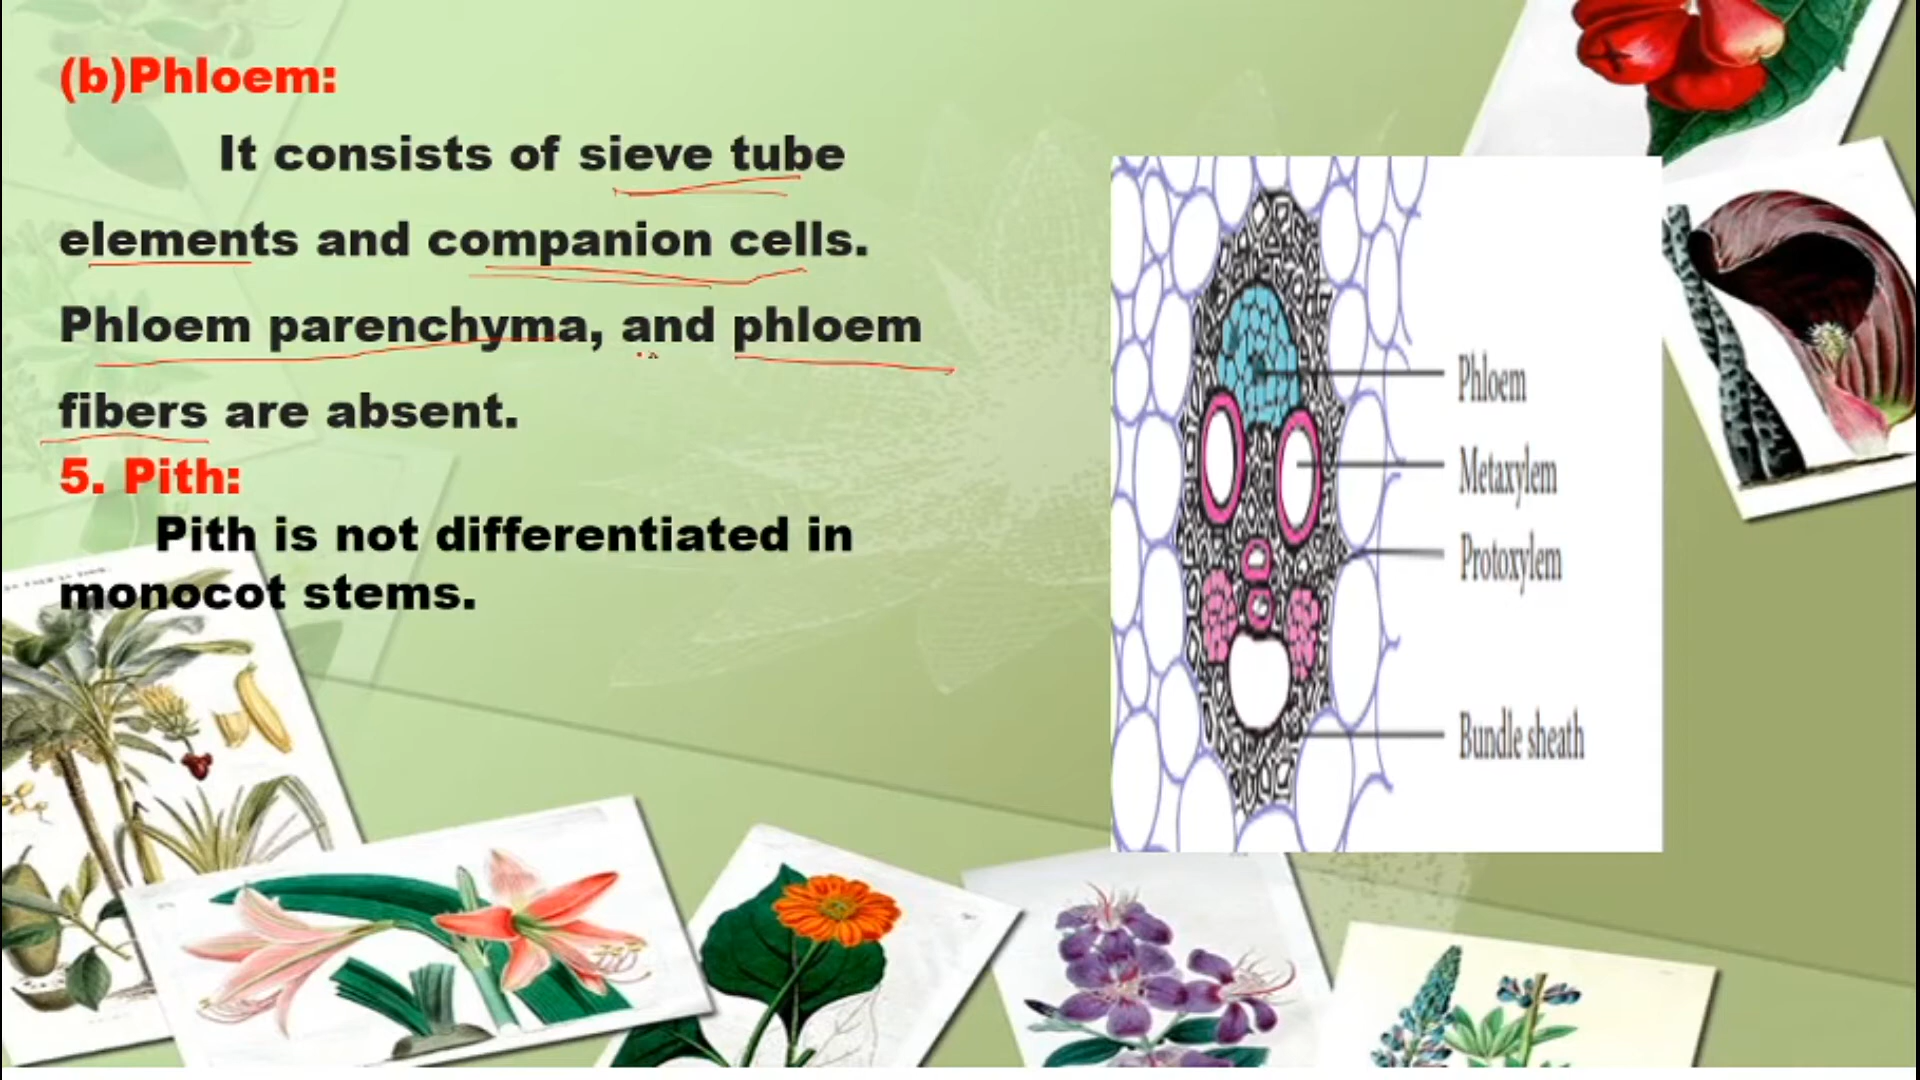 (b)Phloem:
It consists of sieve tube
elements and companion cells.
Phloem parenchyma, and phloem
fibers are absent.
5. Pith:
Pith is not differentiated in
monocot stems.
Phloem
Metaxylem
Protoxylem
Bundle sheath